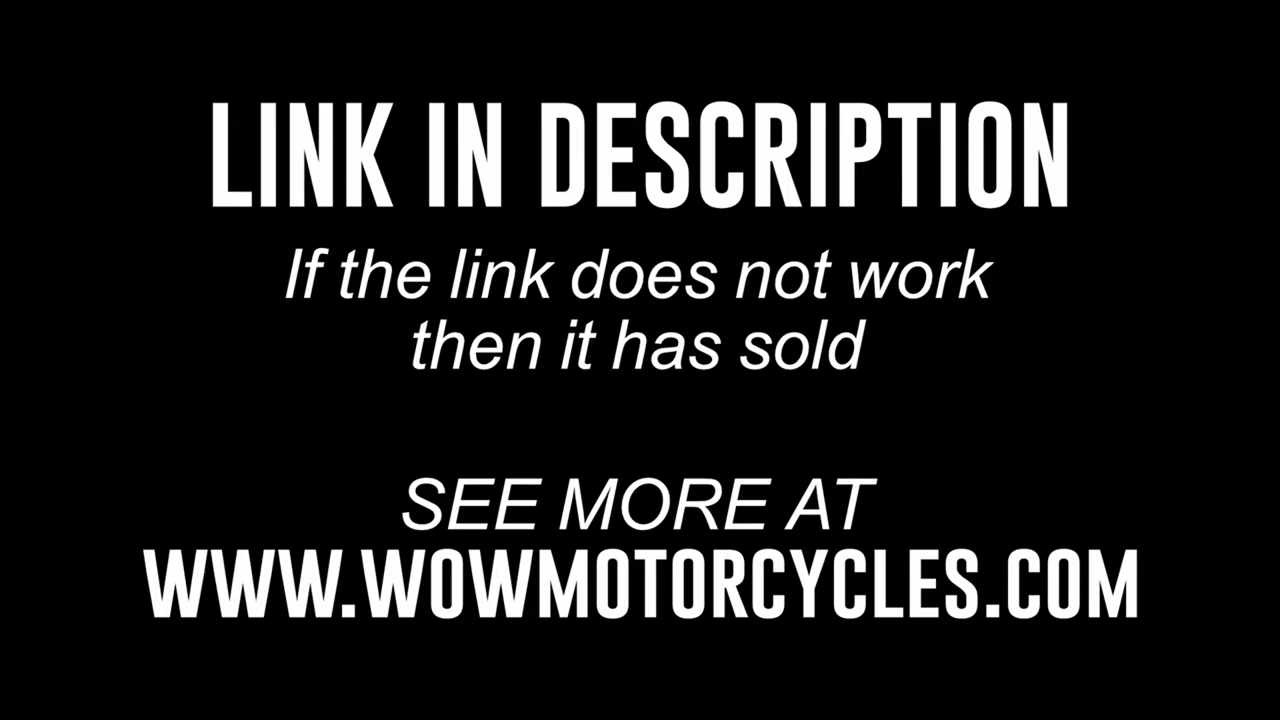 LINK IN DESCRIPTION
If the link does not work
then it has sold
SEE MORE AT
WWW.WOWMOTORCYCLES.COM